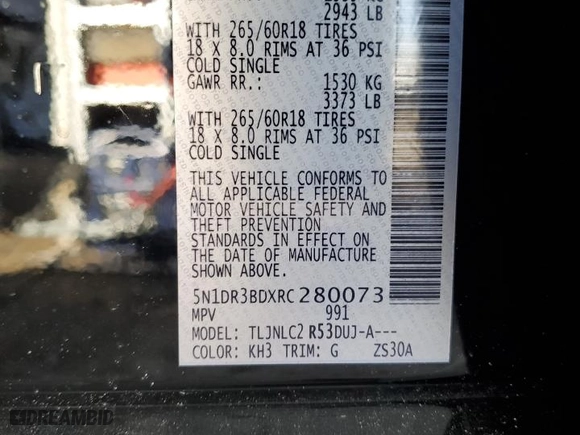 2943 LB
WITH 265/60R18 TIRES
18 X 8.0 RIMS AT 36 PSI
COLD SINGLE
GAWR RR.: 1530 KG
3373 LB
WITH 265/60R18 TIRES
18 X 8.0 RIMS AT 36 PSI
COLD SINGLE
THIS VEHICLE CONFORMS TO
ALL APPLICABLE FEDERAL
MOTOR VEHICLE SAFETY AND
THEFT PREVENTION
STANDARDS IN EFFECT ON
THE DATE OF MANUFACTURE
SHOWN ABOVE.
5N1DR3BDXRC280073
MPV 991
MODEL: TLJNLC2 R53DUJ-A---
COLOR: KH3 TRIM: G ZS30A
DREAMBID